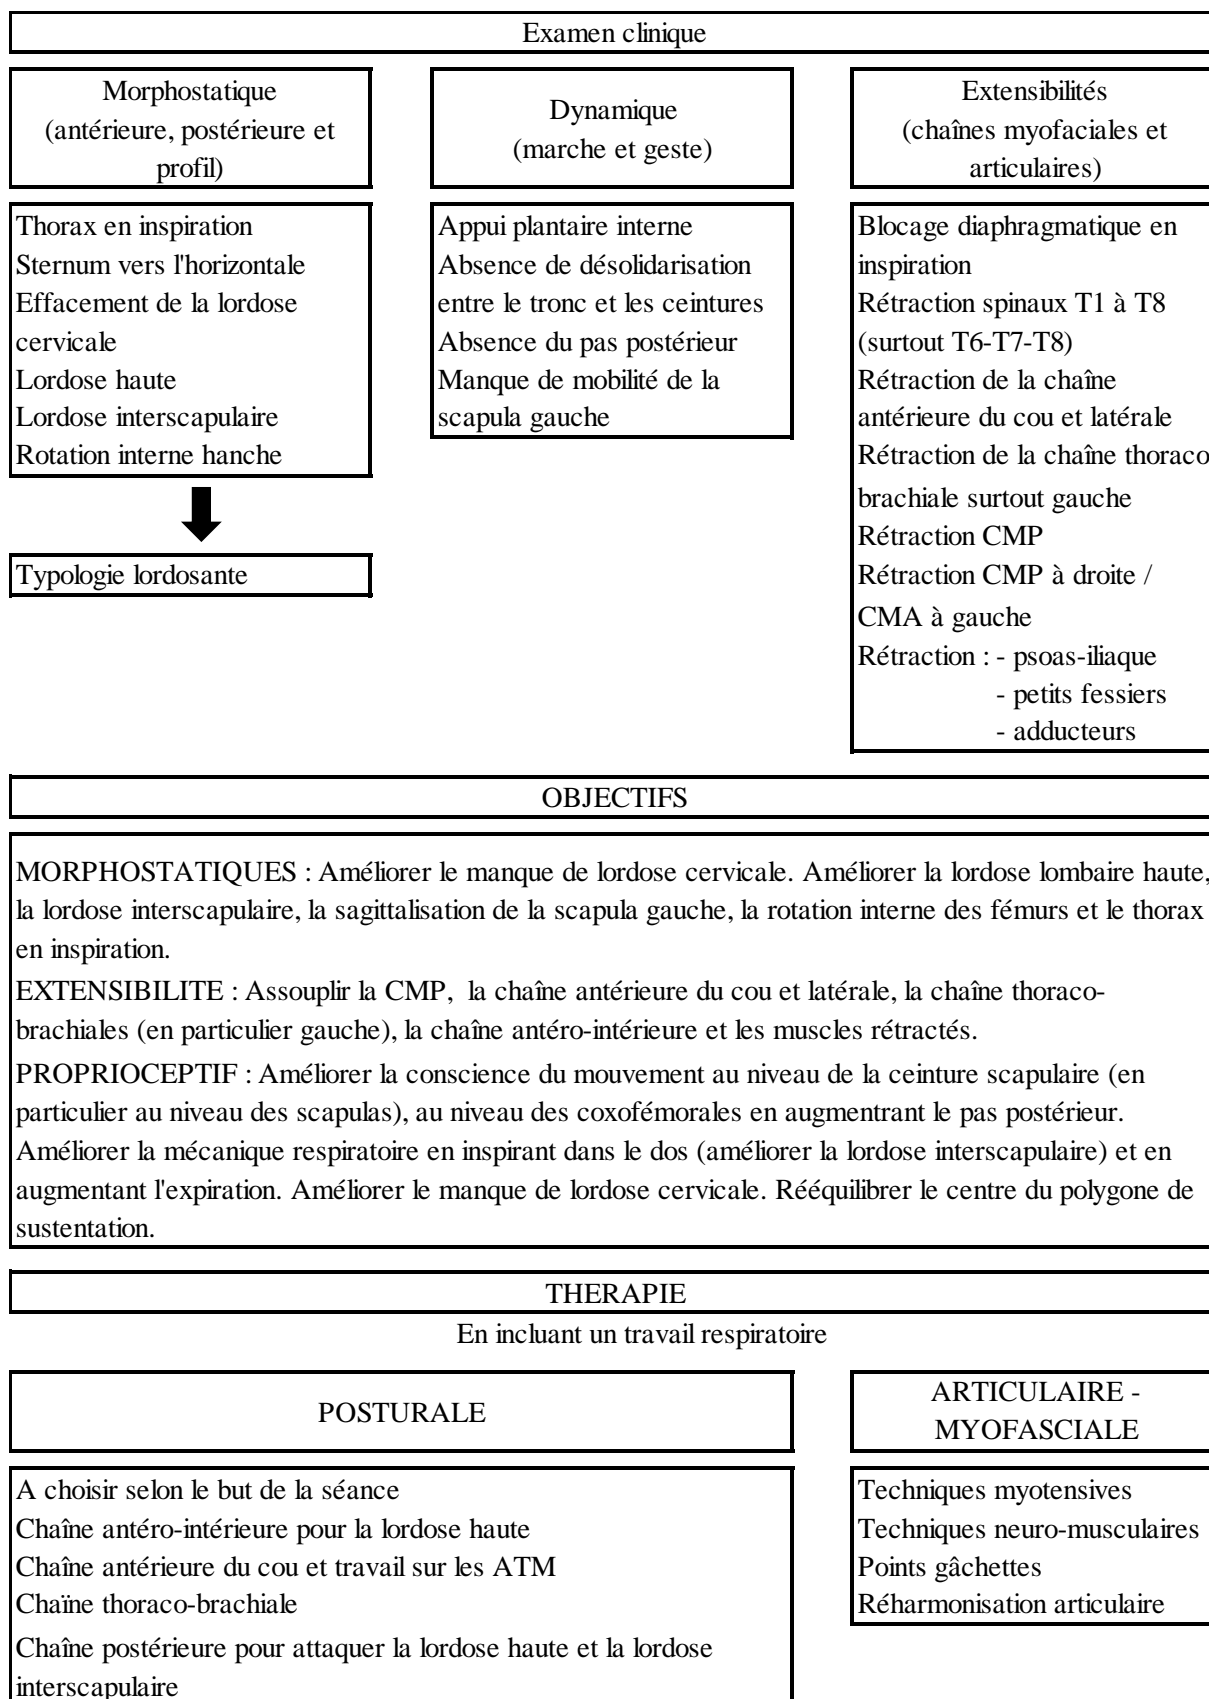 Examen clinique
Morphostatique
(antérieure, postérieure et
profil)
Dynamique
(marche et geste)
Extensibilités
(chaînes myofaciales et
articulaires)
Thorax en inspiration
Sternum vers l'horizontale
Effacement de la lordose
cervicale
Lordose haute
Lordose interscapulaire
Rotation interne hanche
Typologie lordosante
Appui plantaire interne
Absence de désolidarisation
entre le tronc et les ceintures
Absence du pas postérieur
Manque de mobilité de la
scapula gauche
Blocage diaphragmatique en
inspiration
Rétraction spinaux T1 à T8
(surtout T6-T7-T8)
Rétraction de la chaîne
antérieure du cou et latérale
Rétraction de la chaîne thoraco
brachiale surtout gauche
Rétraction CMP
Rétraction CMP à droite /
CMA à gauche
Rétraction : - psoas-iliaque
- petits fessiers
- adducteurs
OBJECTIFS
MORPHOSTATIQUES : Améliorer le manque de lordose cervicale. Améliorer la lordose lombaire haute,
la lordose interscapulaire, la sagittalisation de la scapula gauche, la rotation interne des fémurs et le thorax
en inspiration.
EXTENSIBILITE : Assouplir la CMP, la chaîne antérieure du cou et latérale, la chaîne thoraco-
brachiales (en particulier gauche), la chaîne antéro-intérieure et les muscles rétractés.
PROPRIOCEPTIF : Améliorer la conscience du mouvement au niveau de la ceinture scapulaire (en
particulier au niveau des scapulas), au niveau des coxofémorales en augmentrant le pas postérieur.
Améliorer la mécanique respiratoire en inspirant dans le dos (améliorer la lordose interscapulaire) et en
augmentant l'expiration. Améliorer le manque de lordose cervicale. Rééquilibrer le centre du polygone de
sustentation.
THERAPIE
En incluant un travail respiratoire
POSTURALE
A choisir selon le but de la séance
Chaîne antéro-intérieure pour la lordose haute
Chaîne antérieure du cou et travail sur les ATM
Chaïne thoraco-brachiale
Chaîne postérieure pour attaquer la lordose haute et la lordose
interscapulaire
ARTICULAIRE -
MYOFASCIALE
Techniques myotensives
Techniques neuro-musculaires
Points gâchettes
Réharmonisation articulaire